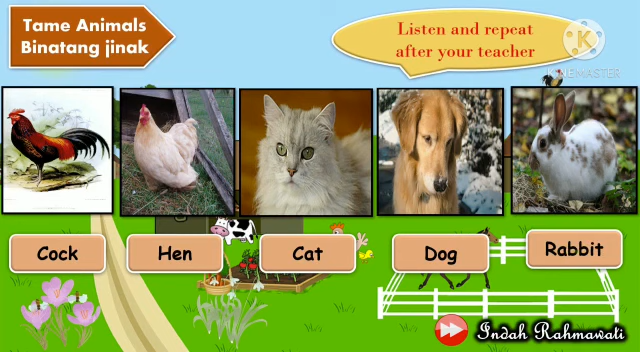 Tame Animals
Binatang jinak
Listen and repeat
after your teacher
K
KINEMASTER
Cock
Hen
Cat
Dog
Rabbit
Indah Rahmawati